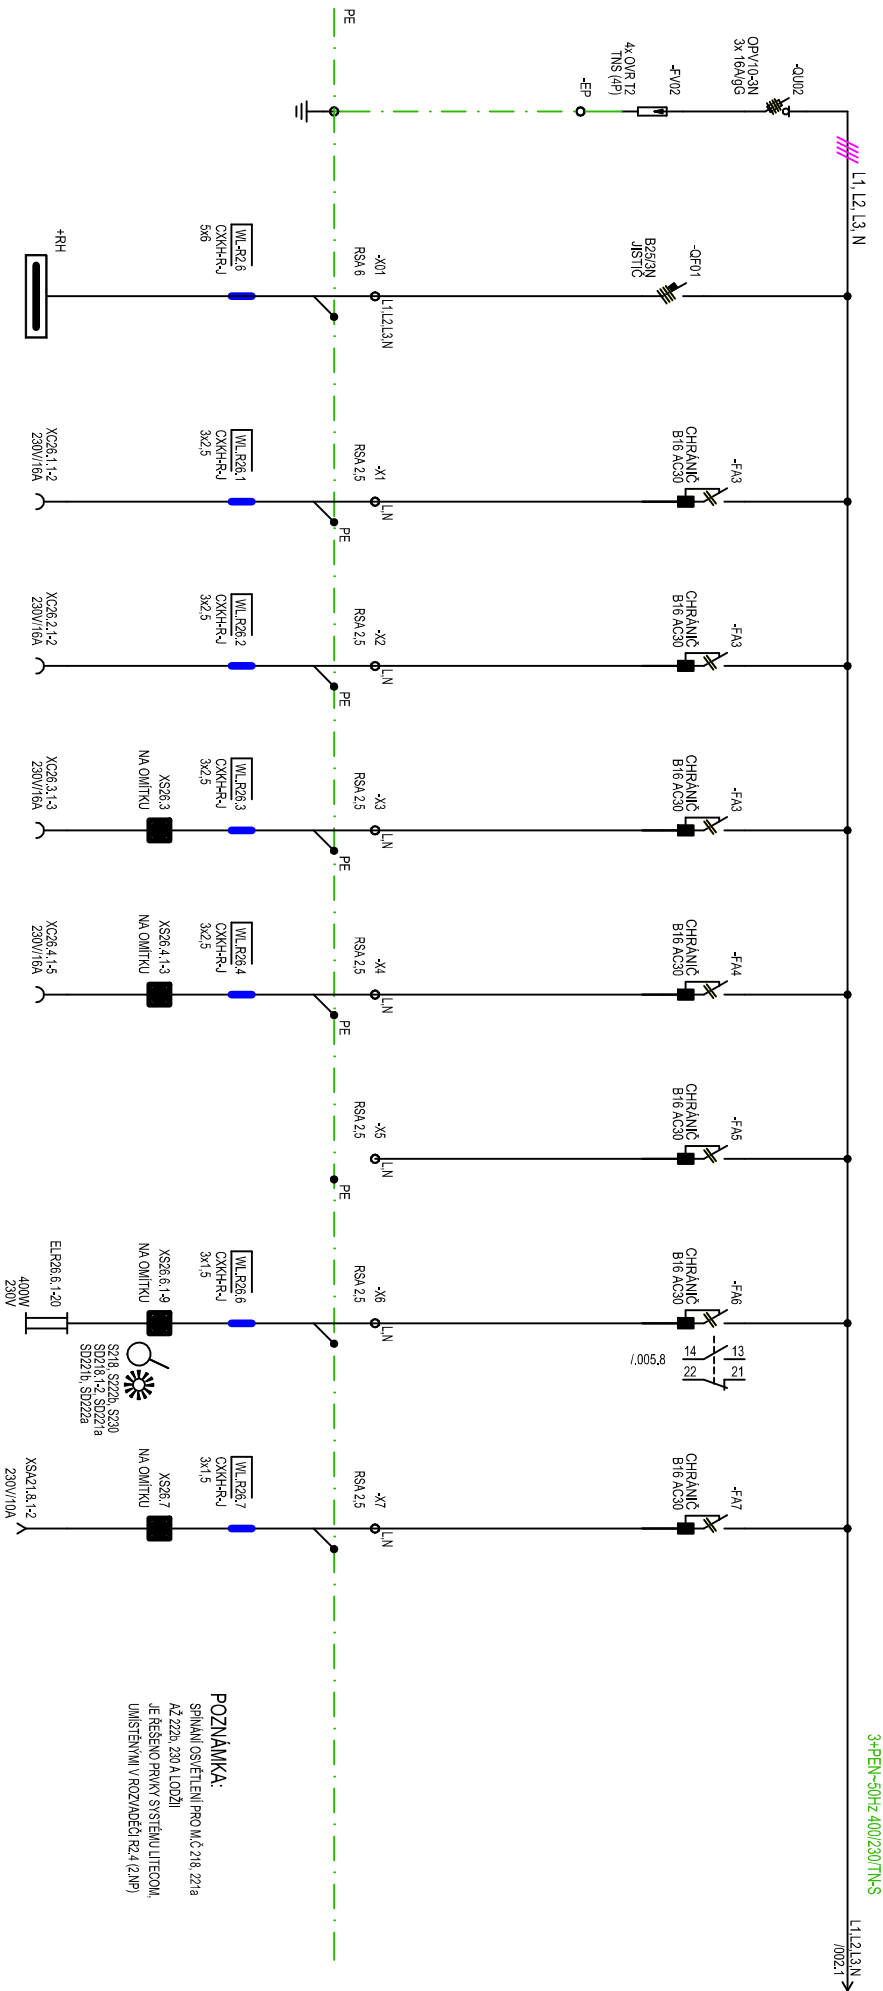 3+PEN~50Hz 400/230/TN-S
L1, L2, L3, N
L1,L2,L3,N
/002.1
-QU02
OPV10-3N
3x 16A/gG
-FV02
4x OVR T2
TNS (4P)
-EP
PE
-QF01
B25/3N
JISTIČ
-X01
RSA 6
L1,L2,L3,N
WL-R2.6
CXKH-R-J
5x6
+RH
-FA3
CHRÁNIČ
B16 AC30
-X1
RSA 2,5
L,N
PE
WL.R26.1
CXKH-R-J
3x2,5
XC26.1.1-2
230V/16A
-FA3
CHRÁNIČ
B16 AC30
-X2
RSA 2,5
L,N
PE
WL.R26.2
CXKH-R-J
3x2,5
XC26.2.1-2
230V/16A
-FA3
CHRÁNIČ
B16 AC30
-X3
RSA 2,5
L,N
PE
WL.R26.3
CXKH-R-J
3x2,5
XS26.3
NA OMÍTKU
XC26.3.1-3
230V/16A
-FA4
CHRÁNIČ
B16 AC30
-X4
RSA 2,5
L,N
PE
WL.R26.4
CXKH-R-J
3x2,5
XS26.4.1-3
NA OMÍTKU
XC26.4.1-5
230V/16A
-FA5
CHRÁNIČ
B16 AC30
-X5
RSA 2,5
L,N
PE
-FA6
CHRÁNIČ
B16 AC30
13
14
21
22
/.005.8
-X6
RSA 2,5
L,N
WL.R26.6
CXKH-R-J
3x1,5
XS26.6.1-9
NA OMÍTKU
S218, S222b, S230
SD218.1-2, SD221a
SD221b, SD222a
ELR26.6.1-20
400W
230V
-FA7
CHRÁNIČ
B16 AC30
-X7
RSA 2,5
L,N
WL.R26.7
CXKH-R-J
3x1,5
XS26.7
NA OMÍTKU
XSA21.8.1-2
230V/10A
POZNÁMKA:
SPÍNÁNÍ OSVĚTLENÍ PRO M.Č 218, 221a
AŽ 222b, 230 A LODŽII
JE ŘEŠENO PRVKY SYSTÉMU LITECOM,
UMÍSTĚNÝMI V ROZVADĚČI R2.4 (2.NP)